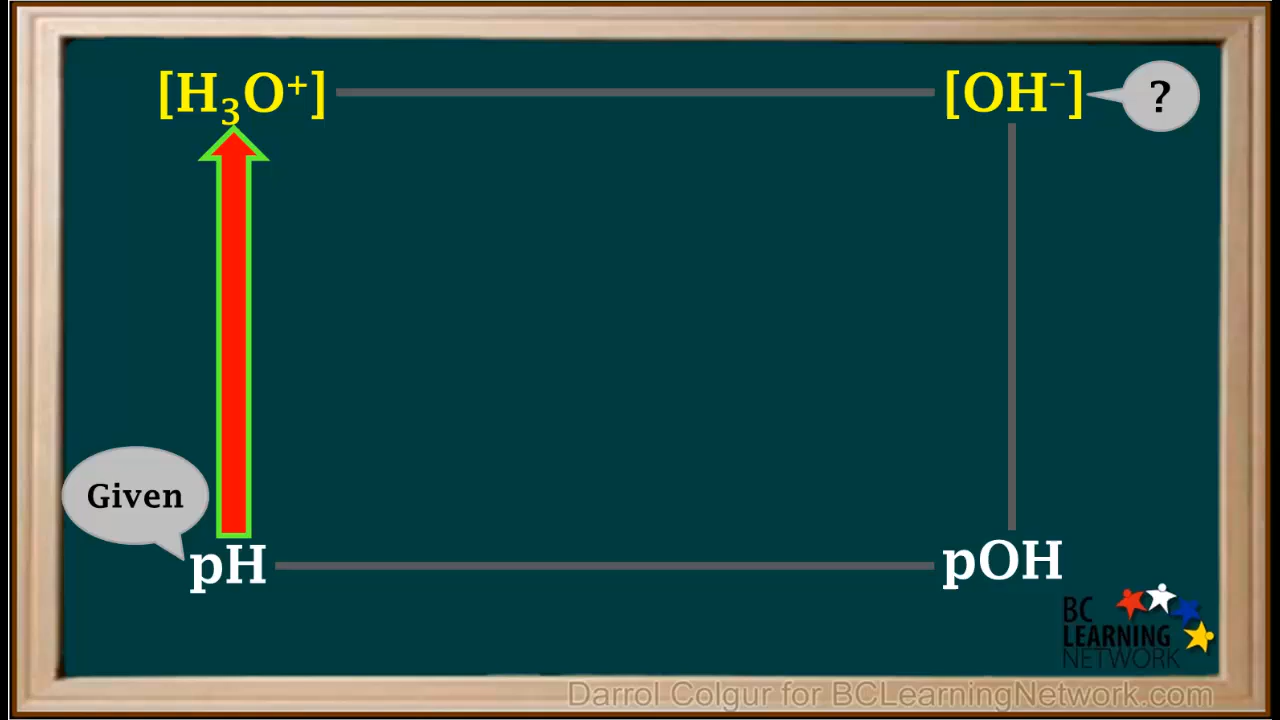 [H₃O⁺]
[OH⁻]
?
Given
pH
pOH
BC
LEARNING
NETWORK
Darrol Colgur for BCLearningNetwork.com